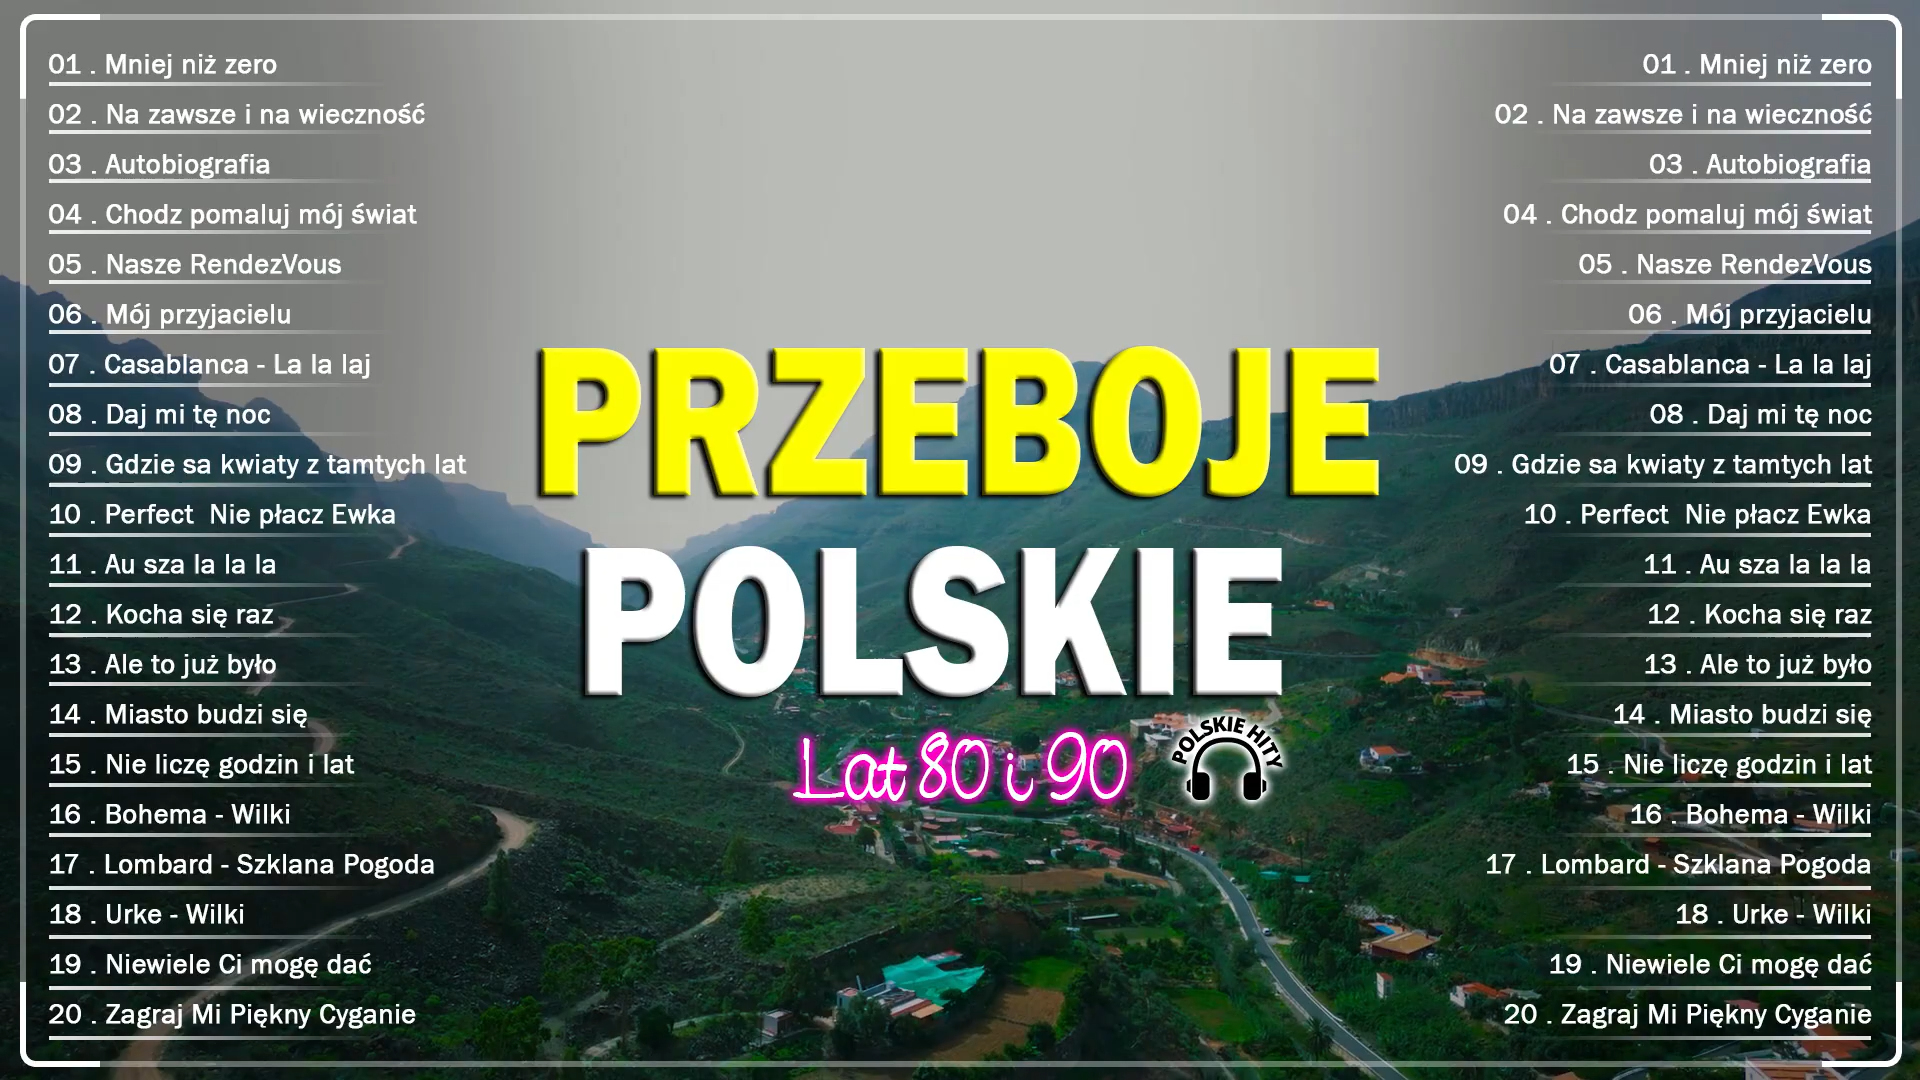 01 . Mniej niż zero
02 . Na zawsze i na wieczność
03 . Autobiografia
04 . Chodz pomaluj mój świat
05 . Nasze RendezVous
06 . Mój przyjacielu
07 . Casablanca - La la laj
08 . Daj mi tę noc
09 . Gdzie sa kwiaty z tamtych lat
10 . Perfect  Nie płacz Ewka
11 . Au sza la la la
12 . Kocha się raz
13 . Ale to już było
14 . Miasto budzi się
15 . Nie liczę godzin i lat
16 . Bohema - Wilki
17 . Lombard - Szklana Pogoda
18 . Urke - Wilki
19 . Niewiele Ci mogę dać
20 . Zagraj Mi Piękny Cyganie
PRZEBOJE
POLSKIE
Lat 80 i 90
POLSKIE HITY
01 . Mniej niż zero
02 . Na zawsze i na wieczność
03 . Autobiografia
04 . Chodz pomaluj mój świat
05 . Nasze RendezVous
06 . Mój przyjacielu
07 . Casablanca - La la laj
08 . Daj mi tę noc
09 . Gdzie sa kwiaty z tamtych lat
10 . Perfect  Nie płacz Ewka
11 . Au sza la la la
12 . Kocha się raz
13 . Ale to już było
14 . Miasto budzi się
15 . Nie liczę godzin i lat
16 . Bohema - Wilki
17 . Lombard - Szklana Pogoda
18 . Urke - Wilki
19 . Niewiele Ci mogę dać
20 . Zagraj Mi Piękny Cyganie